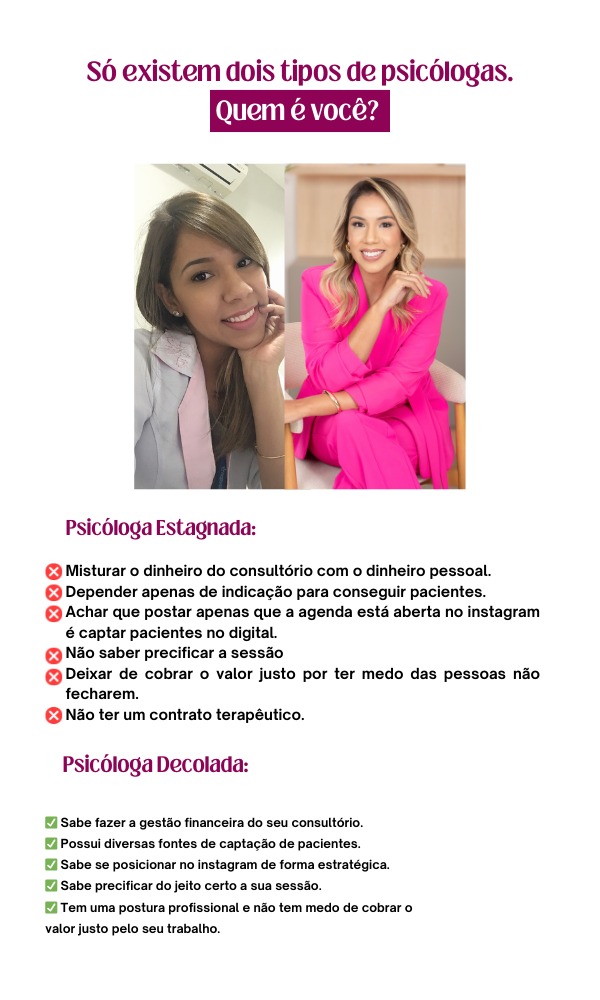 Só existem dois tipos de psicólogas.
Quem é você?
Psicóloga Estagnada:
❌ Misturar o dinheiro do consultório com o dinheiro pessoal.
❌ Depender apenas de indicação para conseguir pacientes.
❌ Achar que postar apenas que a agenda está aberta no instagram
é captar pacientes no digital.
❌ Não saber precificar a sessão
❌ Deixar de cobrar o valor justo por ter medo das pessoas não
fecharem.
❌ Não ter um contrato terapêutico.
Psicóloga Decolada:
✅ Sabe fazer a gestão financeira do seu consultório.
✅ Possui diversas fontes de captação de pacientes.
✅ Sabe se posicionar no instagram de forma estratégica.
✅ Sabe precificar do jeito certo a sua sessão.
✅ Tem uma postura profissional e não tem medo de cobrar o
valor justo pelo seu trabalho.